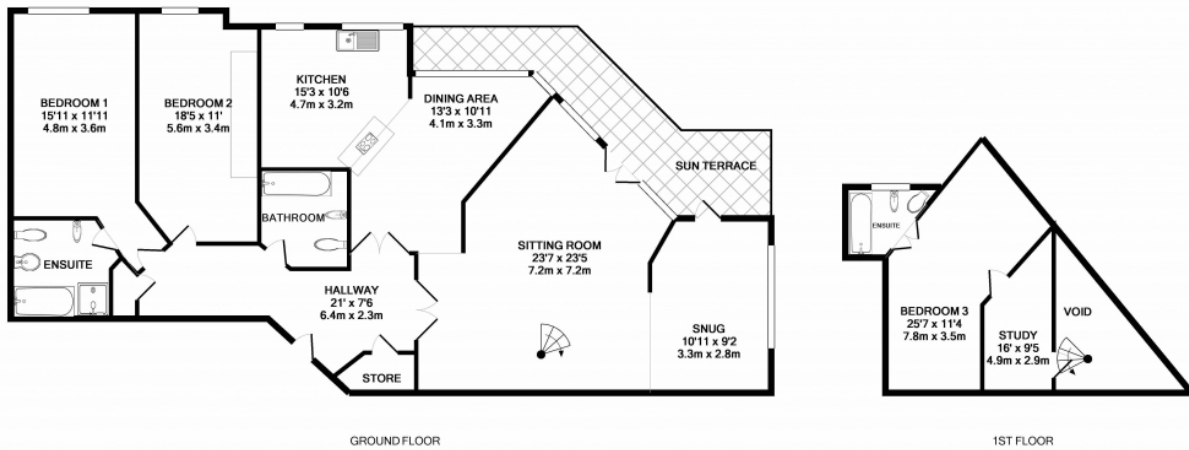 BEDROOM 1
15'11 x 11'11
4.8m x 3.6m
BEDROOM 2
18'5 x 11'
5.6m x 3.4m
KITCHEN
15'3 x 10'6
4.7m x 3.2m
DINING AREA
13'3 x 10'11
4.1m x 3.3m
SUN TERRACE
BATHROOM
ENSUITE
SITTING ROOM
23'7 x 23'5
7.2m x 7.2m
HALLWAY
21' x 7'6
6.4m x 2.3m
SNUG
10'11 x 9'2
3.3m x 2.8m
STORE
GROUND FLOOR
ENSUITE
BEDROOM 3
25'7 x 11'4
7.8m x 3.5m
VOID
STUDY
16' x 9'5
4.9m x 2.9m
1ST FLOOR